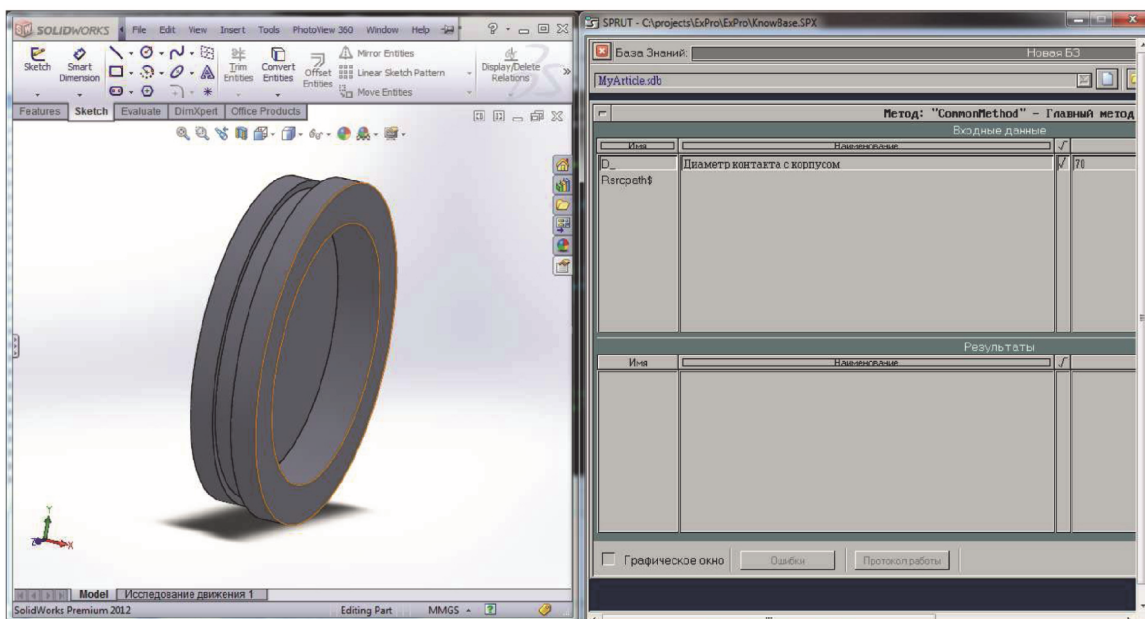 SOLIDWORKS File Edit View Insert Tools PhotoView 360 Window Help
Sketch Smart Dimension Trim Entities Convert Entities Offset Entities Mirror Entities Linear Sketch Pattern Move Entities Display/Delete Relations
Features Sketch Evaluate DimXpert Office Products
Y
Z X
Model Исследование движения 1
SolidWorks Premium 2012 Editing Part MMGS
SPRUT - C:\projects\ExPro\ExPro\KnowBase.SPX
База Знаний: Новая БЗ
MyArticle.sdb
Метод: "CommonMethod" - Главный метод
Входные данные
Имя Наименование
D_ Диаметр контакта с корпусом 70
Rsrcpath$
Результаты
Имя Наименование
Графическое окно Ошибки Протокол работы